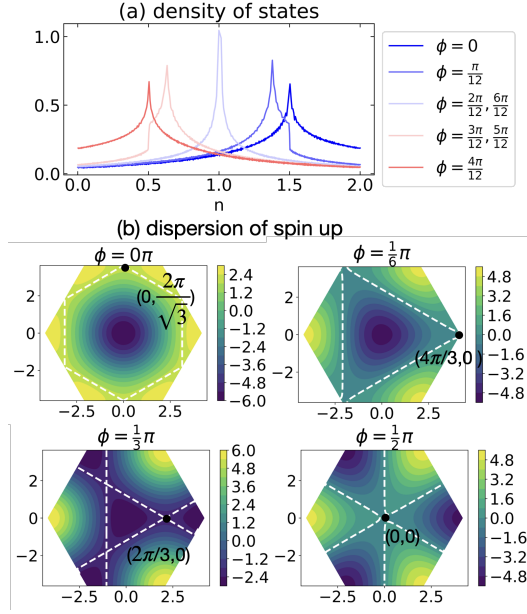 (a) density of states
1.0
0.5
0.0
0.0 0.5 1.0 1.5 2.0
n
ϕ = 0
ϕ = π/12
ϕ = 2π/12, 6π/12
ϕ = 3π/12, 5π/12
ϕ = 4π/12
(b) dispersion of spin up
ϕ = 0π
2
0
−2
−2.5 0.0 2.5
(0, 2π/√3)
2.4
1.2
0.0
−1.2
−2.4
−3.6
−4.8
−6.0
ϕ = 1/6 π
2
0
−2
−2.5 0.0 2.5
(4π/3,0)
4.8
3.2
1.6
0.0
−1.6
−3.2
−4.8
ϕ = 1/3 π
2
0
−2
−2.5 0.0 2.5
(2π/3,0)
6.0
4.8
3.6
2.4
1.2
0.0
−1.2
−2.4
ϕ = 1/2 π
2
0
−2
−2.5 0.0 2.5
(0,0)
4.8
3.2
1.6
0.0
−1.6
−3.2
−4.8